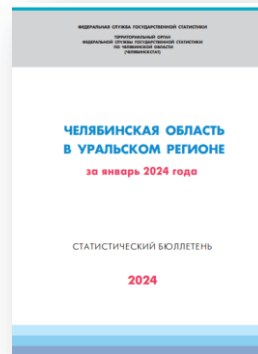 ФЕДЕРАЛЬНАЯ СЛУЖБА ГОСУДАРСТВЕННОЙ СТАТИСТИКИ
ТЕРРИТОРИАЛЬНЫЙ ОРГАН
ФЕДЕРАЛЬНОЙ СЛУЖБЫ ГОСУДАРСТВЕННОЙ СТАТИСТИКИ
ПО ЧЕЛЯБИНСКОЙ ОБЛАСТИ
(ЧЕЛЯБИНСКСТАТ)
ЧЕЛЯБИНСКАЯ ОБЛАСТЬ
В УРАЛЬСКОМ РЕГИОНЕ
за январь 2024 года
СТАТИСТИЧЕСКИЙ БЮЛЛЕТЕНЬ
2024